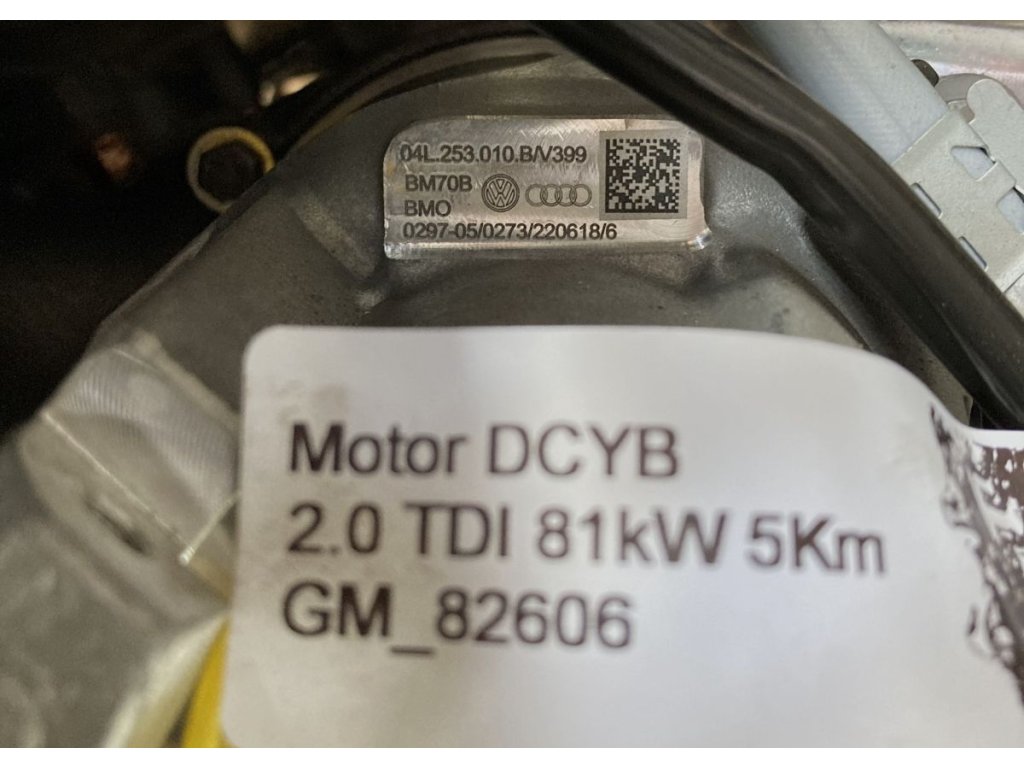 04L.253.010.B/V399
BM70B
BMO
0297-05/0273/220618/6
Motor DCYB
2.0 TDI 81kW 5Km
GM_82606